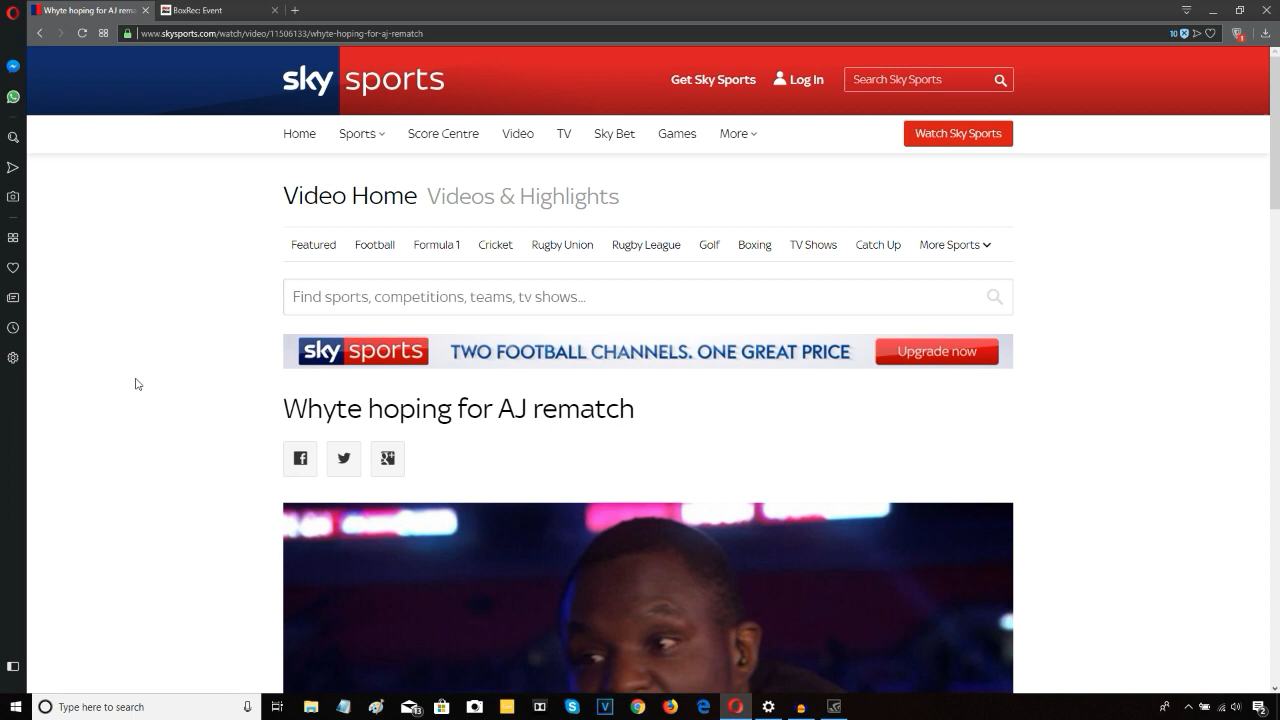 Whyte hoping for AJ rema
BoxRec: Event
www.skysports.com/watch/video/11506133/whyte-hoping-for-aj-rematch
10
sky sports
Get Sky Sports
Log In
Search Sky Sports
Home Sports Score Centre Video TV Sky Bet Games More
Watch Sky Sports
Video Home Videos & Highlights
Featured Football Formula 1 Cricket Rugby Union Rugby League Golf Boxing TV Shows Catch Up More Sports
Find sports, competitions, teams, tv shows...
sky sports TWO FOOTBALL CHANNELS. ONE GREAT PRICE Upgrade now
Whyte hoping for AJ rematch
Type here to search
13